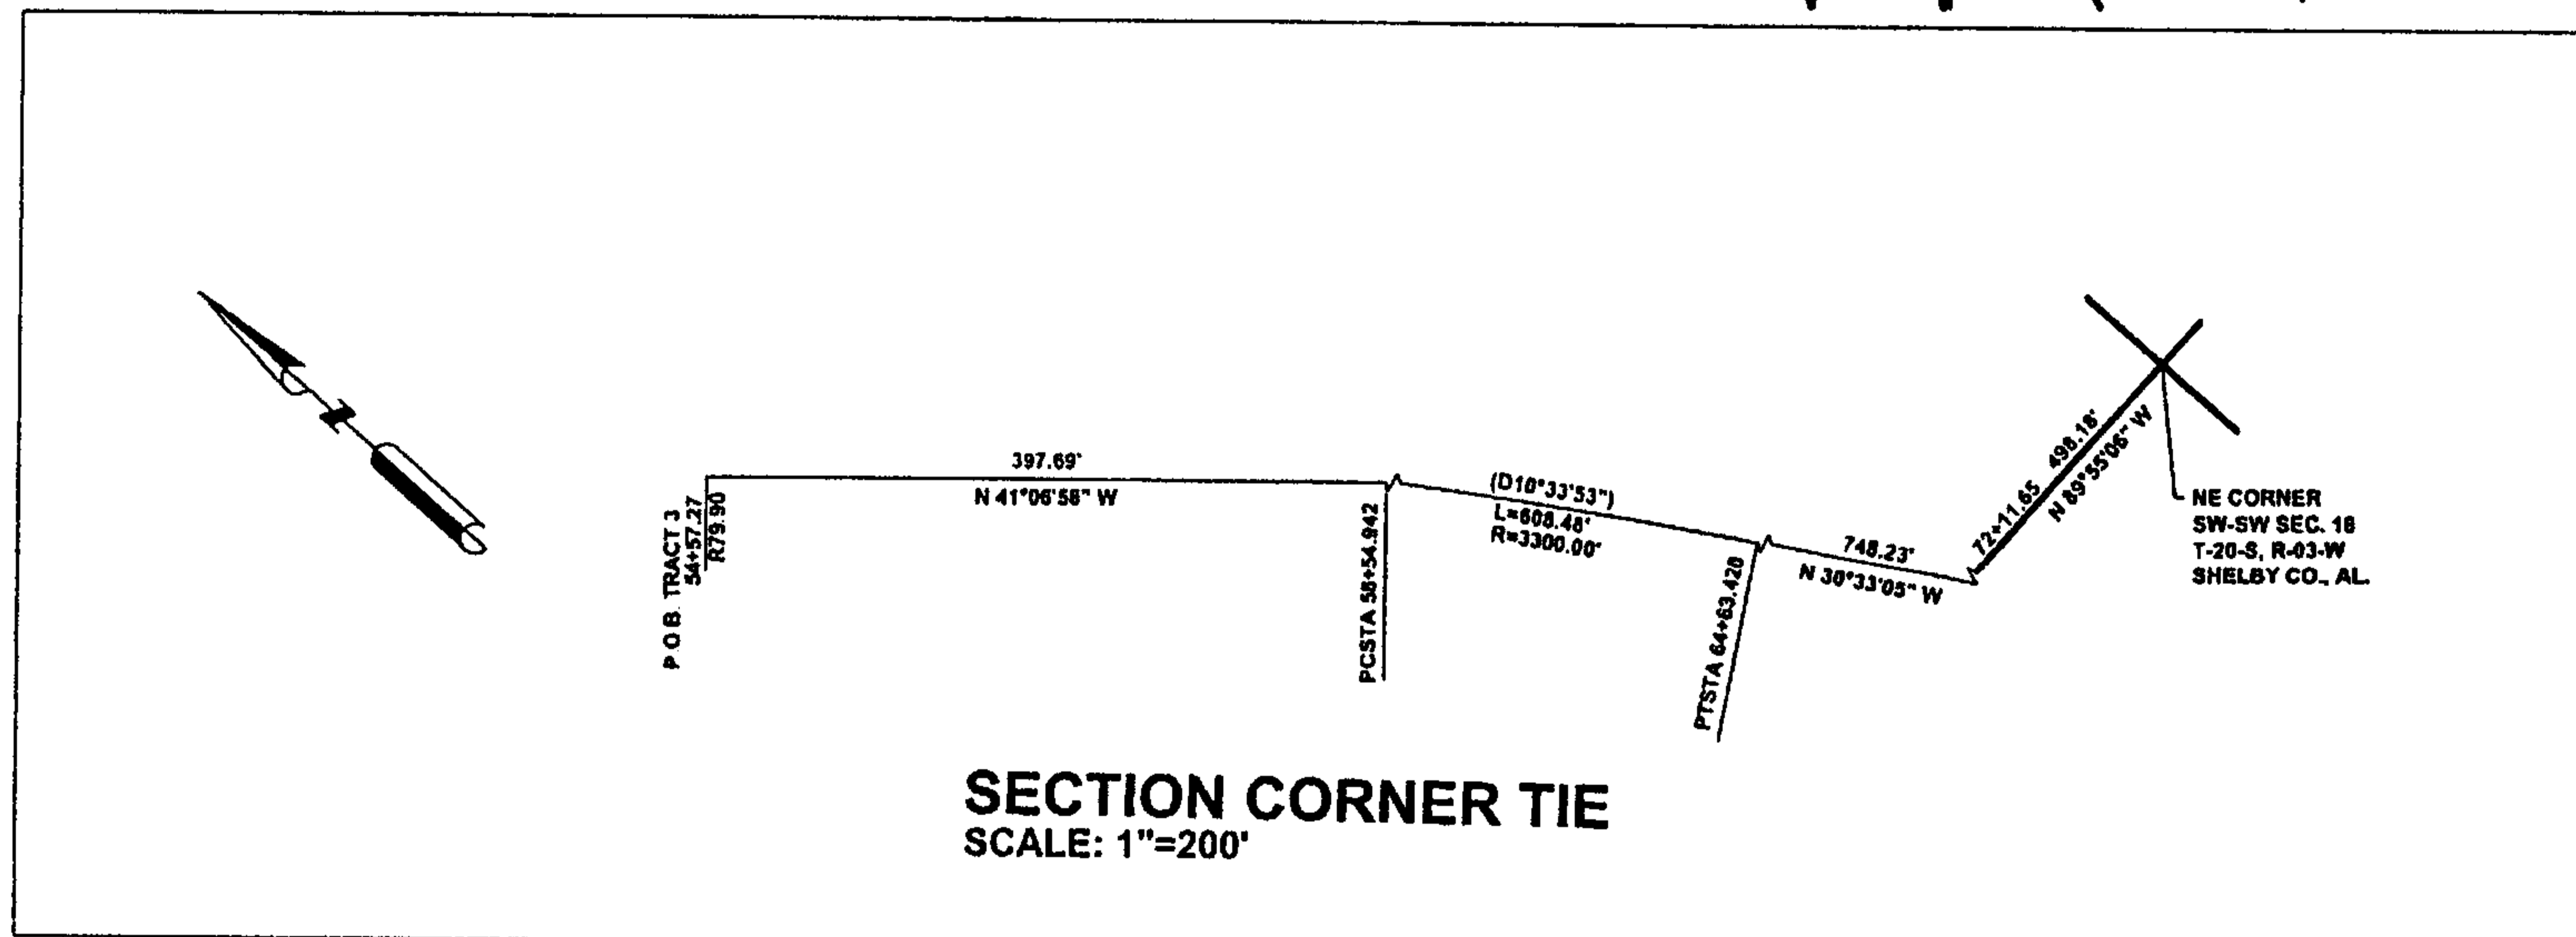 N
P.O.B. TRACT 3
54+57.27
R79.90
397.69'
N 41°06'58" W
PCSTA 58+54.942
(D10°33'53")
L=608.48'
R=3300.00'
PTSTA 64+63.420
748.23'
N 30°33'05" W
72+11.65 498.18'
N 89°55'06" W
NE CORNER
SW-SW SEC. 18
T-20-S, R-03-W
SHELBY CO., AL.
SECTION CORNER TIE
SCALE: 1"=200'